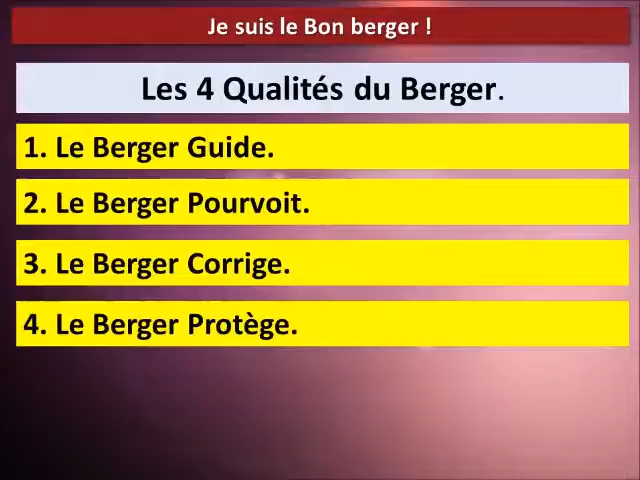 Je suis le Bon berger !
Les 4 Qualités du Berger.
1. Le Berger Guide.
2. Le Berger Pourvoit.
3. Le Berger Corrige.
4. Le Berger Protège.